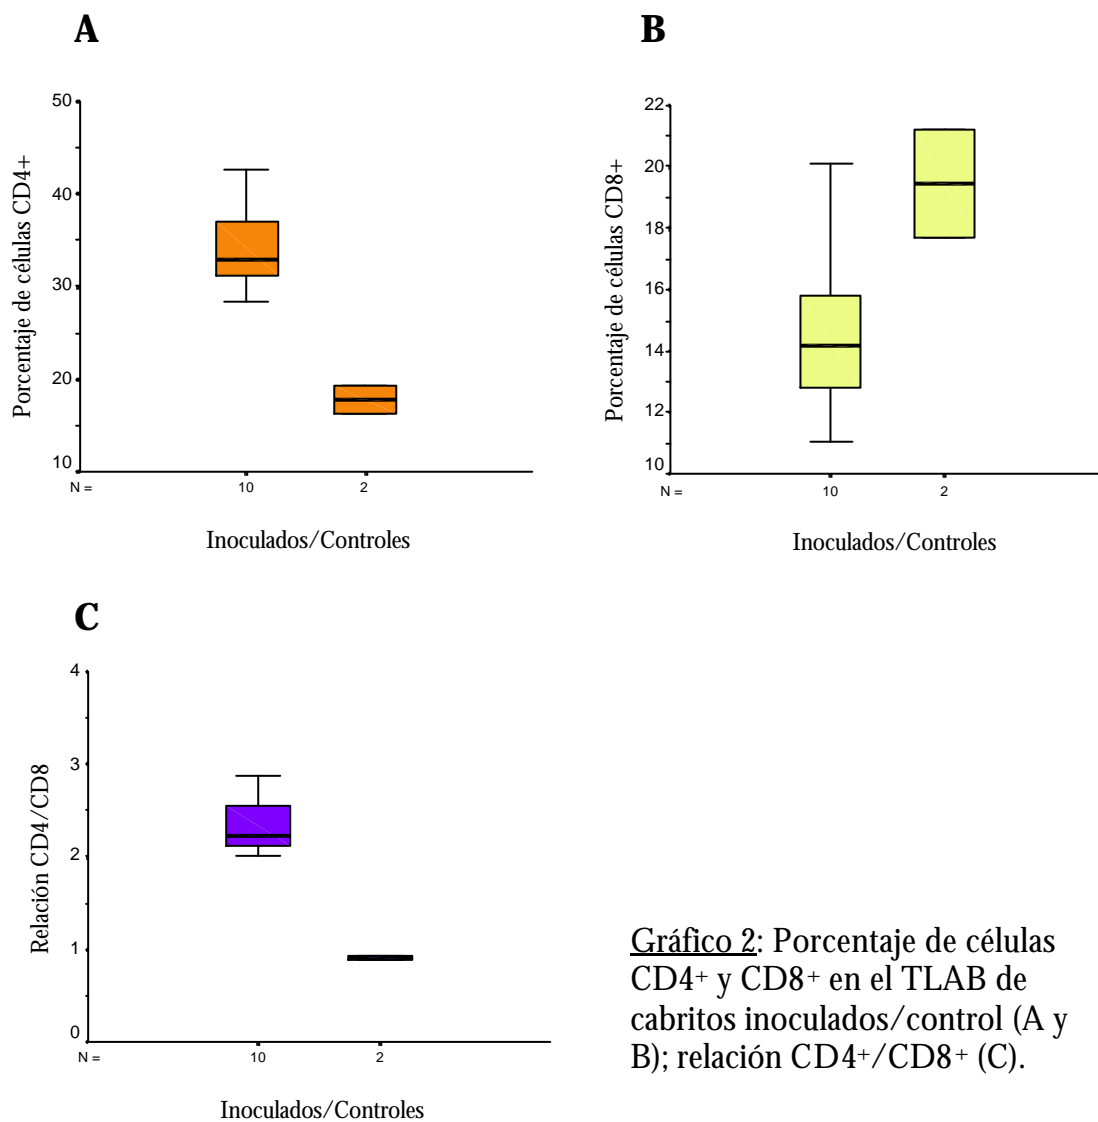 A
50
40
30
20
10
Porcentaje de células CD4+
N =
10
2
Inoculados/Controles
B
22
20
18
16
14
12
10
Porcentaje de células CD8+
N =
10
2
Inoculados/Controles
C
4
3
2
1
0
Relación CD4/CD8
N =
10
2
Inoculados/Controles
Gráfico 2: Porcentaje de células
CD4+ y CD8+ en el TLAB de
cabritos inoculados/control (A y
B); relación CD4+/CD8+ (C).